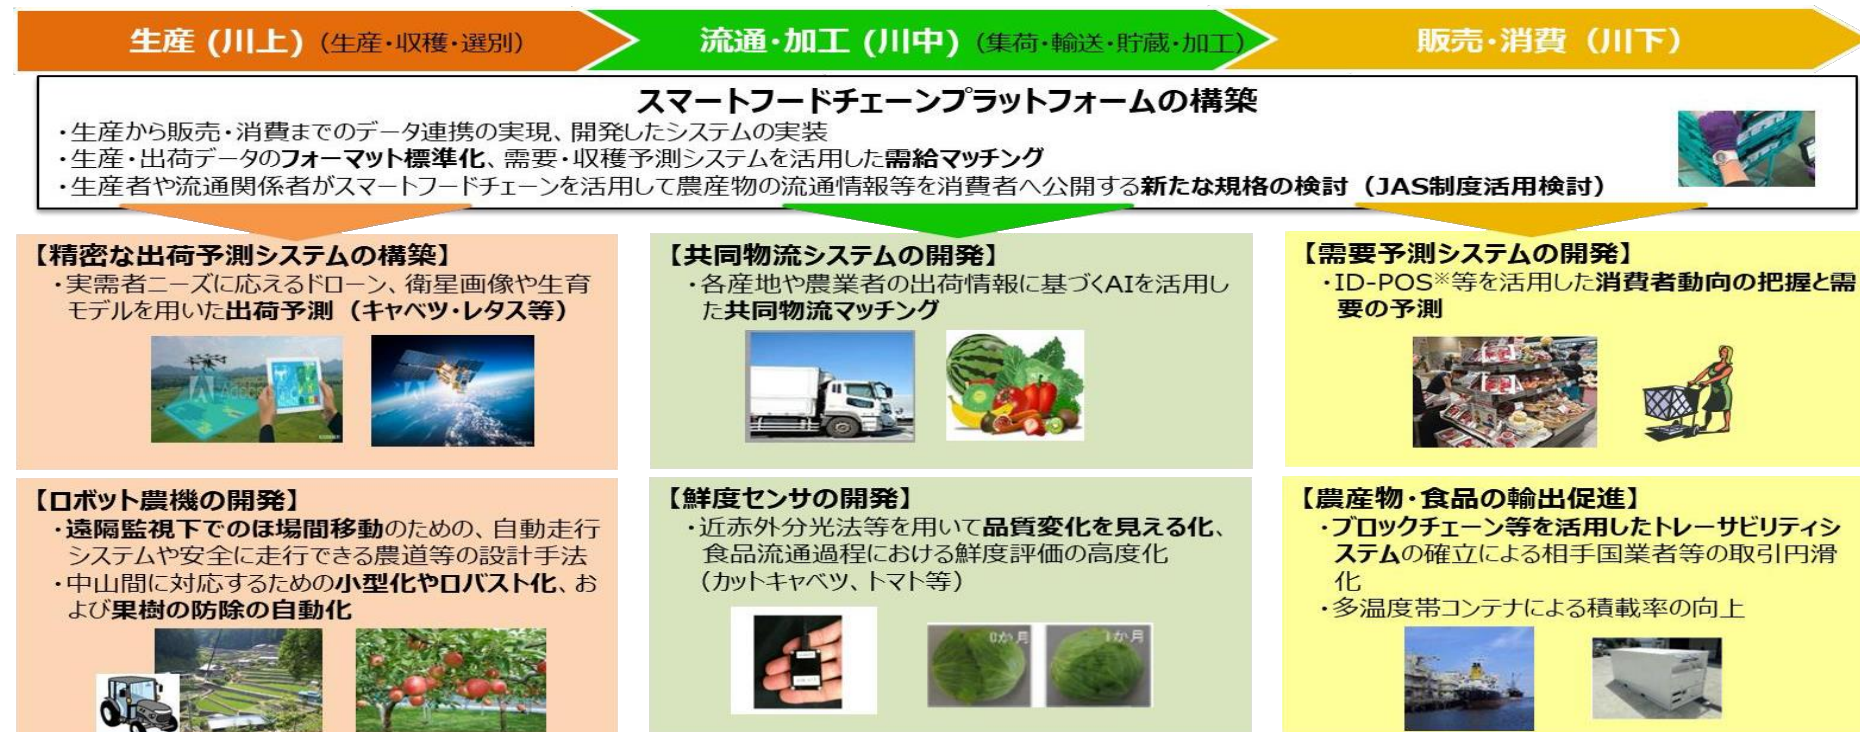 生産 (川上) (生産・収穫・選別)
流通・加工 (川中) (集荷・輸送・貯蔵・加工)
販売・消費 (川下)
スマートフードチェーンプラットフォームの構築
・生産から販売・消費までのデータ連携の実現、開発したシステムの実装
・生産・出荷データのフォーマット標準化、需要・収穫予測システムを活用した需給マッチング
・生産者や流通関係者がスマートフードチェーンを活用して農産物の流通情報等を消費者へ公開する新たな規格の検討（JAS制度活用検討）
【精密な出荷予測システムの構築】
・実需者ニーズに応えるドローン、衛星画像や生育
モデルを用いた出荷予測（キャベツ・レタス等）
【共同物流システムの開発】
・各産地や農業者の出荷情報に基づくAIを活用し
た共同物流マッチング
【需要予測システムの開発】
・ID-POS※等を活用した消費者動向の把握と需
要の予測
【ロボット農機の開発】
・遠隔監視下でのほ場間移動のための、自動走行
システムや安全に走行できる農道等の設計手法
・中山間に対応するための小型化やロバスト化、お
よび果樹の防除の自動化
【鮮度センサの開発】
・近赤外分光法等を用いて品質変化を見える化、
食品流通過程における鮮度評価の高度化
（カットキャベツ、トマト等）
0か月
1か月
【農産物・食品の輸出促進】
・ブロックチェーン等を活用したトレーサビリティシ
ステムの確立による相手国業者等の取引円滑
化
・多温度帯コンテナによる積載率の向上